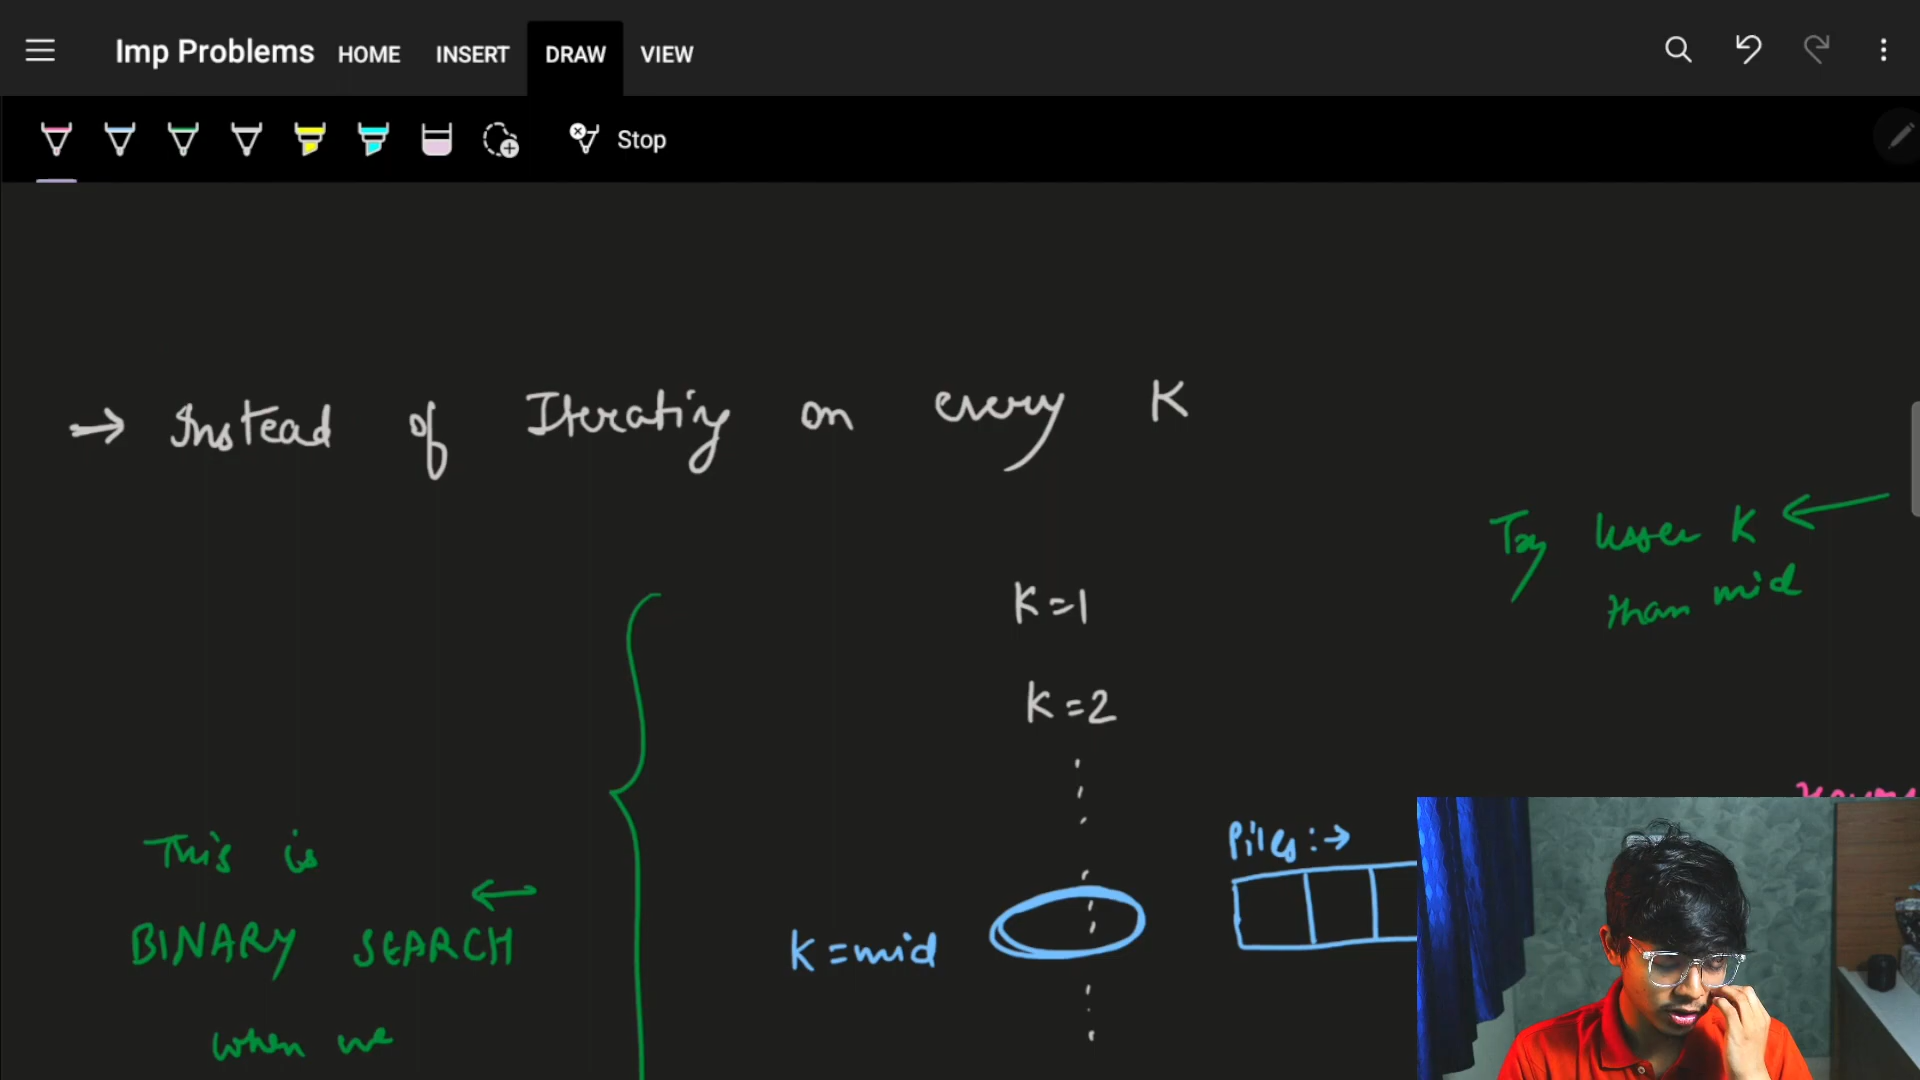 Imp Problems HOME INSERT DRAW VIEW
Stop
→ Instead of Iterating on every K
Try lesser K ←
than mid
K=1
K=2
Piles:→
This is
←
BINARY SEARCH
K=mid
when we